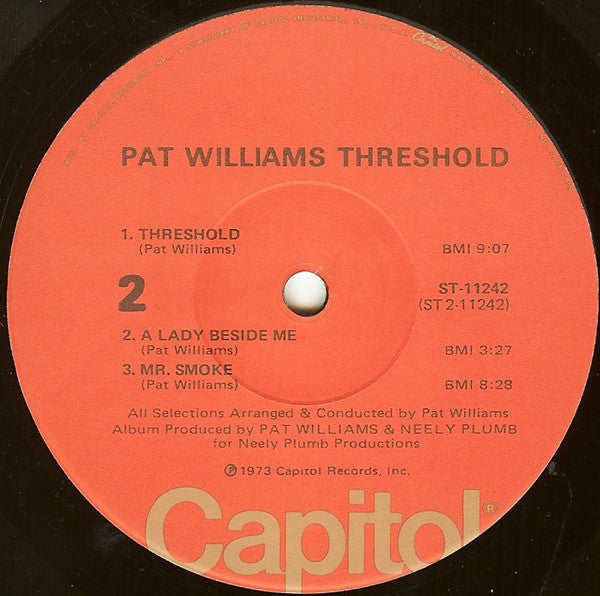 PAT WILLIAMS THRESHOLD
1. THRESHOLD
(Pat Williams) BMI 9:07
2 ST-11242
(ST 2-11242)
2. A LADY BESIDE ME
(Pat Williams) BMI 3:27
3. MR. SMOKE
(Pat Williams) BMI 8:28
All Selections Arranged & Conducted by Pat Williams
Album Produced by PAT WILLIAMS & NEELY PLUMB
for Neely Plumb Productions
℗ 1973 Capitol Records, Inc.
Capitol®